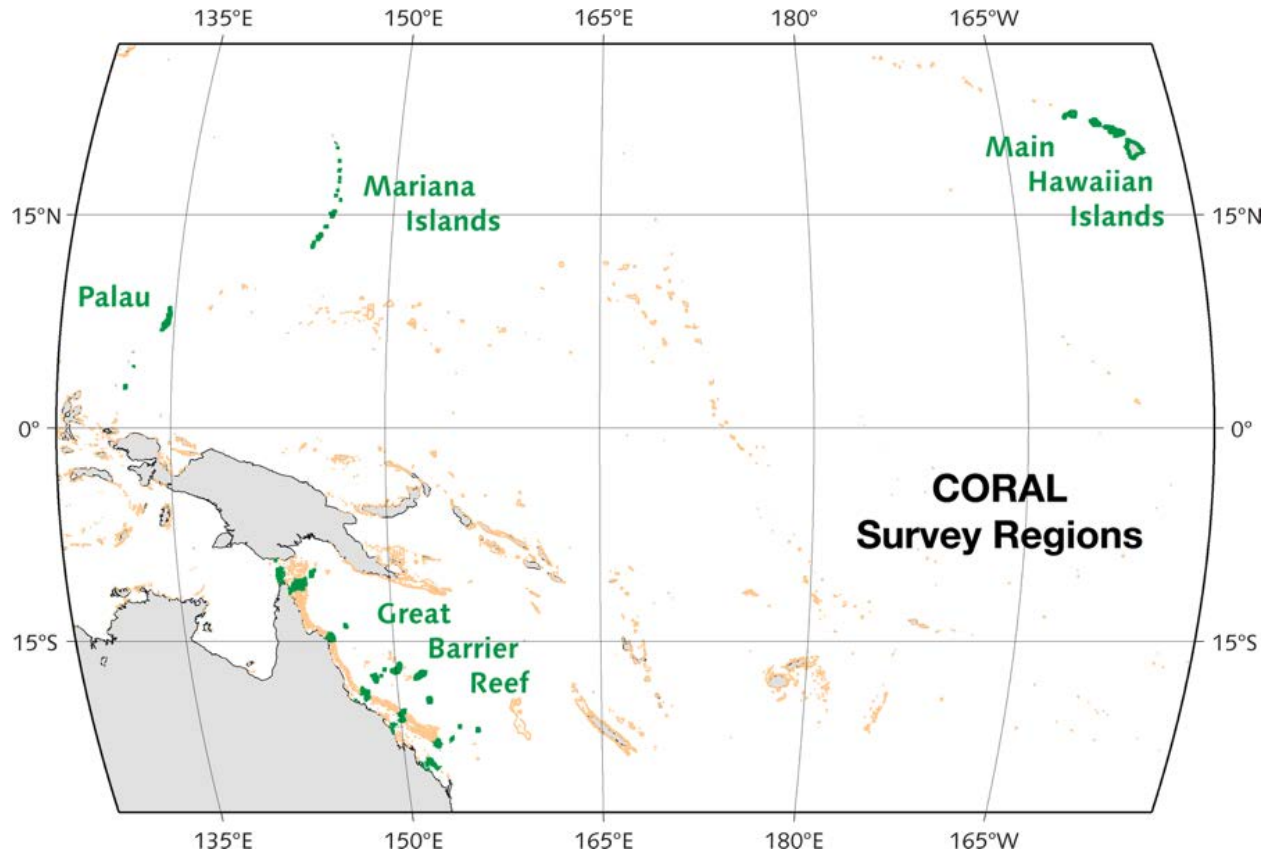 135°E 150°E 165°E 180° 165°W
Main
Hawaiian
Islands
Mariana
Islands
15°N 15°N
Palau
0° 0°
CORAL
Survey Regions
Great
Barrier
Reef
15°S 15°S
135°E 150°E 165°E 180°E 165°W